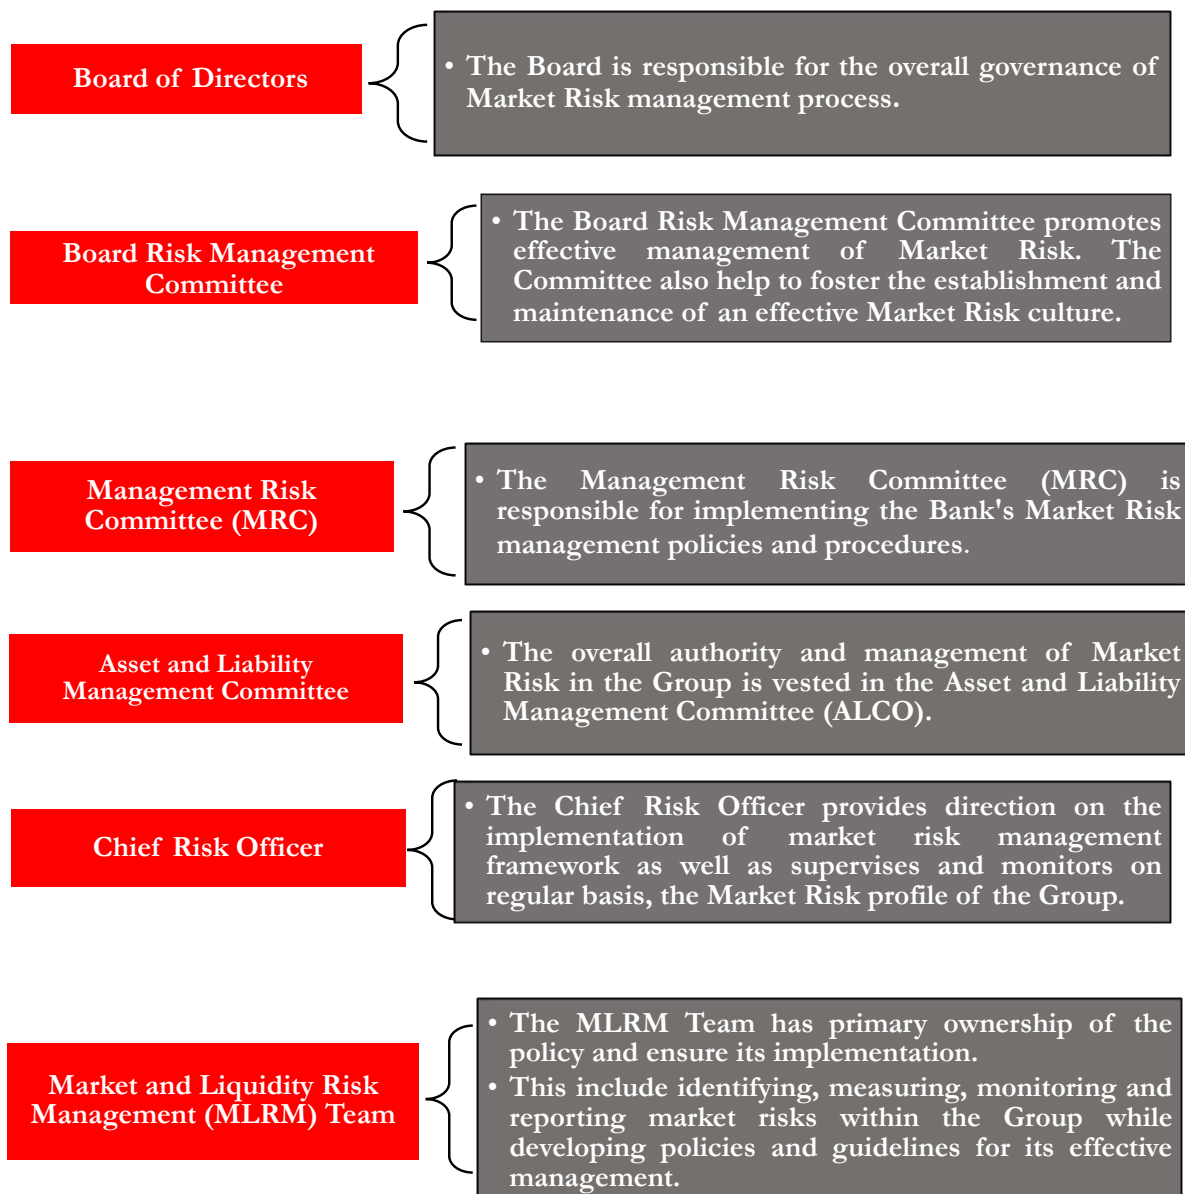 Board of Directors
• The Board is responsible for the overall governance of
Market Risk management process.
Board Risk Management
Committee
• The Board Risk Management Committee promotes
effective management of Market Risk. The
Committee also help to foster the establishment and
maintenance of an effective Market Risk culture.
Management Risk
Committee (MRC)
• The Management Risk Committee (MRC) is
responsible for implementing the Bank's Market Risk
management policies and procedures.
Asset and Liability
Management Committee
• The overall authority and management of Market
Risk in the Group is vested in the Asset and Liability
Management Committee (ALCO).
Chief Risk Officer
• The Chief Risk Officer provides direction on the
implementation of market risk management
framework as well as supervises and monitors on
regular basis, the Market Risk profile of the Group.
Market and Liquidity Risk
Management (MLRM) Team
• The MLRM Team has primary ownership of the
policy and ensure its implementation.
• This include identifying, measuring, monitoring and
reporting market risks within the Group while
developing policies and guidelines for its effective
management.